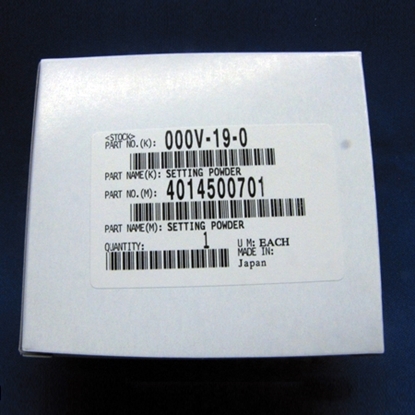 <STOCK>
PART NO.(K): 000V-19-0
PART NAME(K): SETTING POWDER
PART NO.(M): 4014500701
PART NAME(M): SETTING POWDER
QUANTITY: 1 U M: EACH
MADE IN:
Japan